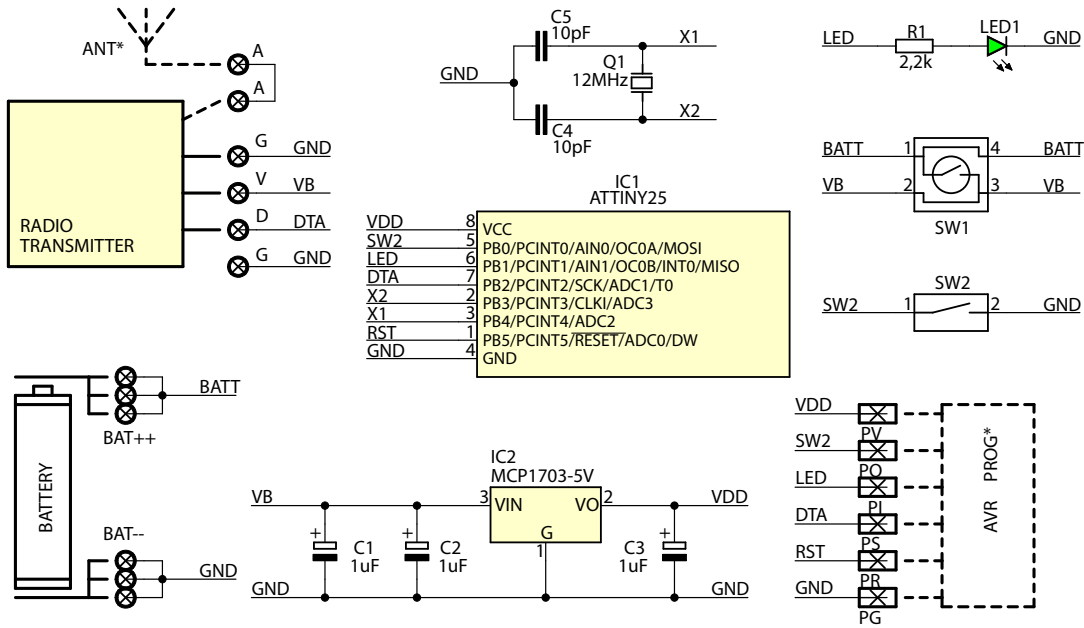 ANT*
A
A
G GND
V VB
D DTA
G GND
RADIO
TRANSMITTER
C5
10pF
X1
GND
Q1
12MHz
X2
C4
10pF
LED R1 LED1 GND
2,2k
BATT 1 4 BATT
VB 2 3 VB
SW1
SW2
SW2 1 2 GND
IC1
ATTINY25
VDD 8 VCC
SW2 5 PB0/PCINT0/AIN0/OC0A/MOSI
LED 6 PB1/PCINT1/AIN1/OC0B/INT0/MISO
DTA 7 PB2/PCINT2/SCK/ADC1/T0
X2 2 PB3/PCINT3/CLKI/ADC3
X1 3 PB4/PCINT4/ADC2
RST 1 PB5/PCINT5/RESET/ADC0/DW
GND 4 GND
BATT
BAT++
BATTERY
BAT--
GND
IC2
MCP1703-5V
VB 3 VIN VO 2 VDD
G
1
+ C1
1uF
+ C2
1uF
+ C3
1uF
GND GND
VDD
PV
SW2
PO
LED
PI
DTA
PS
RST
PR
GND
PG
AVR PROG*